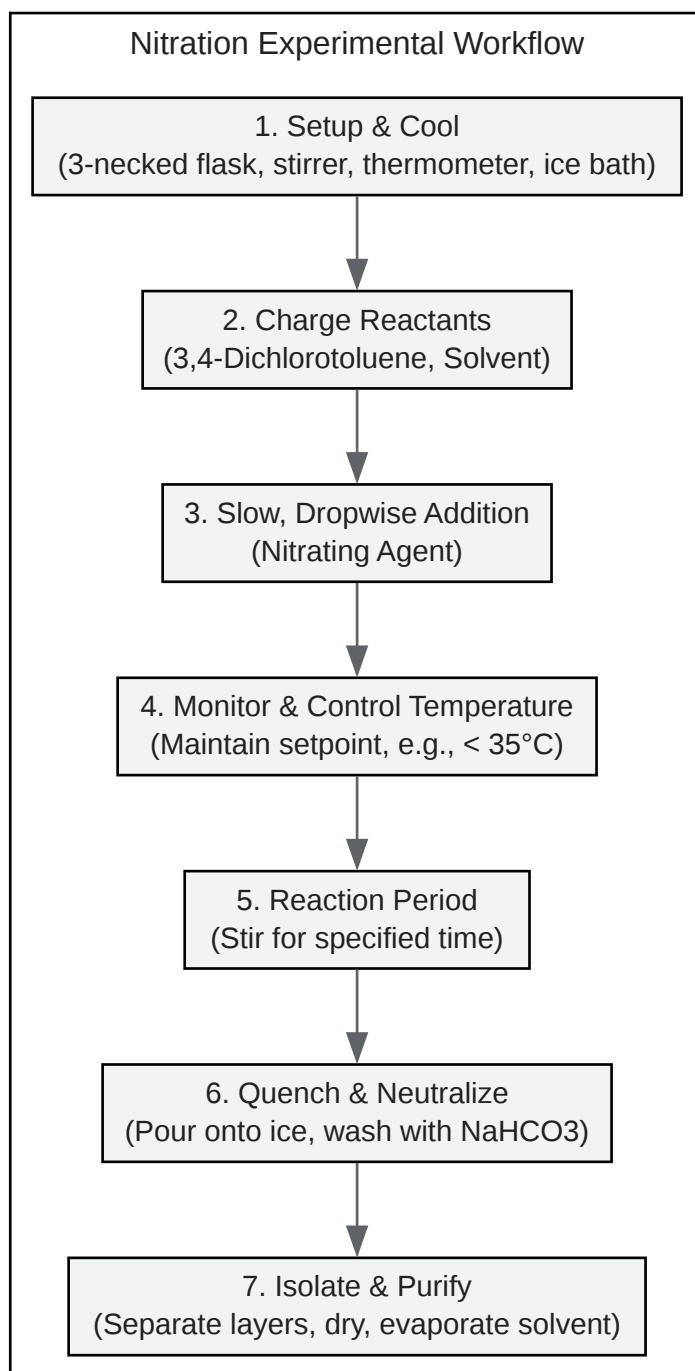 Nitration Experimental Workflow
1. Setup & Cool
(3-necked flask, stirrer, thermometer, ice bath)
2. Charge Reactants
(3,4-Dichlorotoluene, Solvent)
3. Slow, Dropwise Addition
(Nitrating Agent)
4. Monitor & Control Temperature
(Maintain setpoint, e.g., < 35°C)
5. Reaction Period
(Stir for specified time)
6. Quench & Neutralize
(Pour onto ice, wash with NaHCO3)
7. Isolate & Purify
(Separate layers, dry, evaporate solvent)